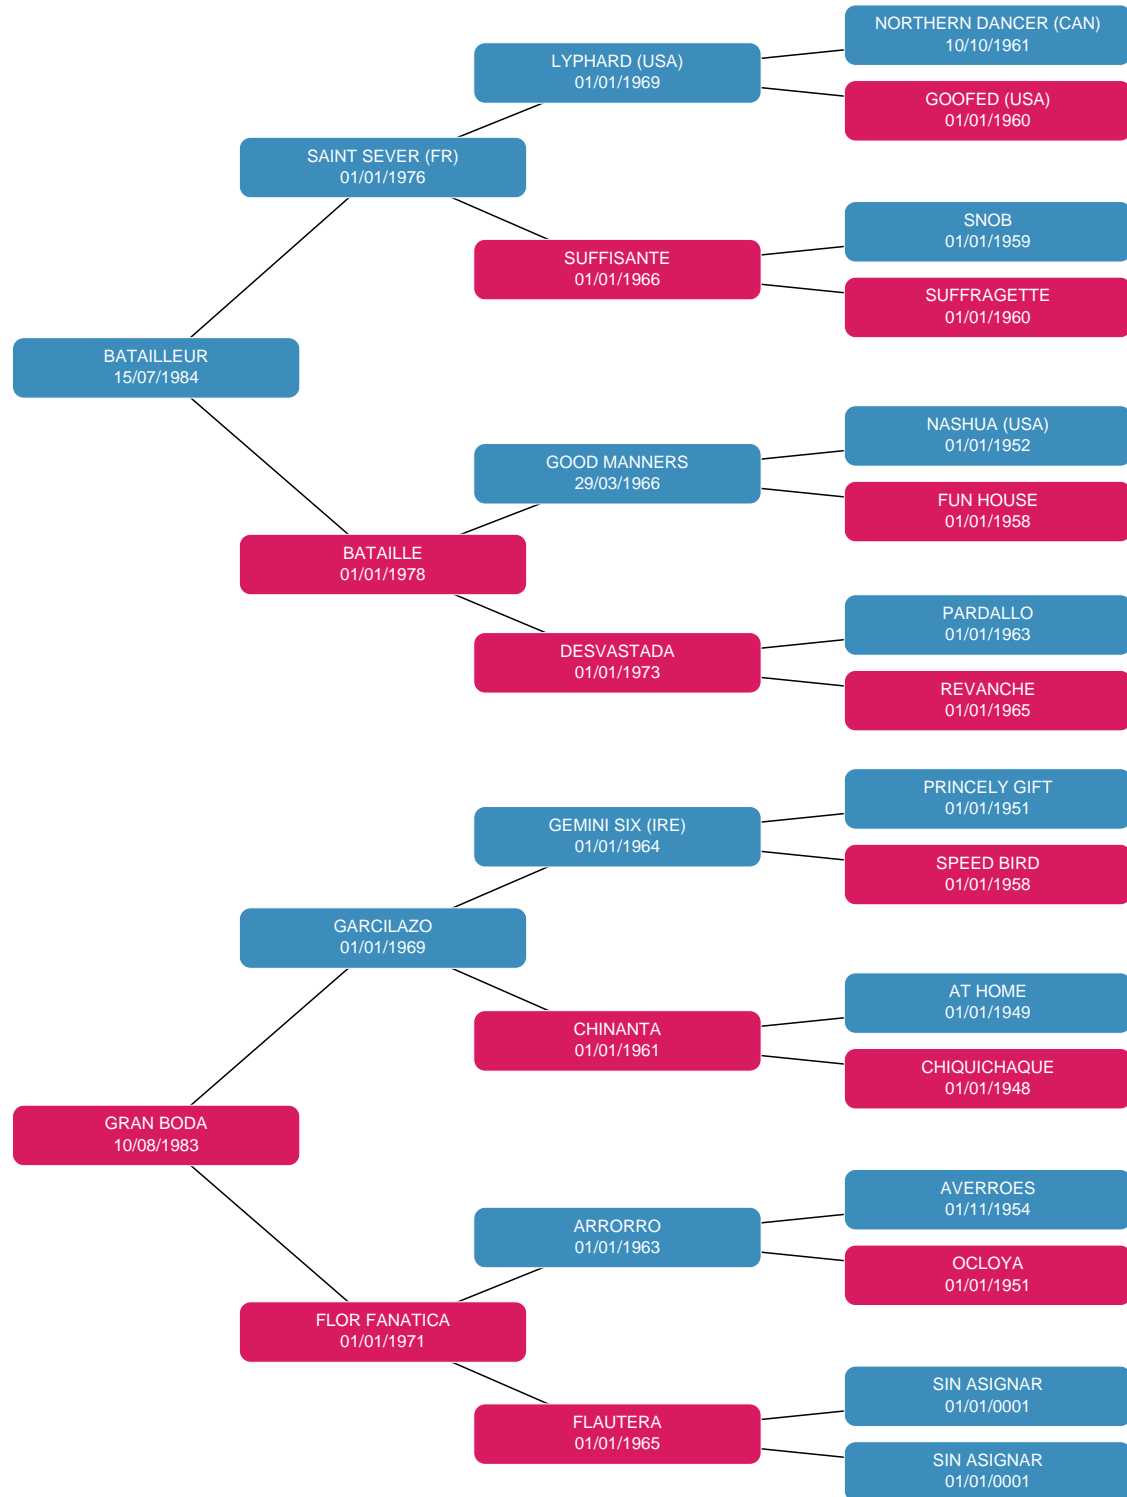 NORTHERN DANCER (CAN)
10/10/1961
LYPHARD (USA)
01/01/1969
GOOFED (USA)
01/01/1960
SAINT SEVER (FR)
01/01/1976
SNOB
01/01/1959
SUFFISANTE
01/01/1966
SUFFRAGETTE
01/01/1960
BATAILLEUR
15/07/1984
NASHUA (USA)
01/01/1952
GOOD MANNERS
29/03/1966
FUN HOUSE
01/01/1958
BATAILLE
01/01/1978
PARDALLO
01/01/1963
DESVASTADA
01/01/1973
REVANCHE
01/01/1965
PRINCELY GIFT
01/01/1951
GEMINI SIX (IRE)
01/01/1964
SPEED BIRD
01/01/1958
GARCILAZO
01/01/1969
AT HOME
01/01/1949
CHINANTA
01/01/1961
CHIQUICHAQUE
01/01/1948
GRAN BODA
10/08/1983
AVERROES
01/11/1954
ARRORRO
01/01/1963
OCLOYA
01/01/1951
FLOR FANATICA
01/01/1971
SIN ASIGNAR
01/01/0001
FLAUTERA
01/01/1965
SIN ASIGNAR
01/01/0001